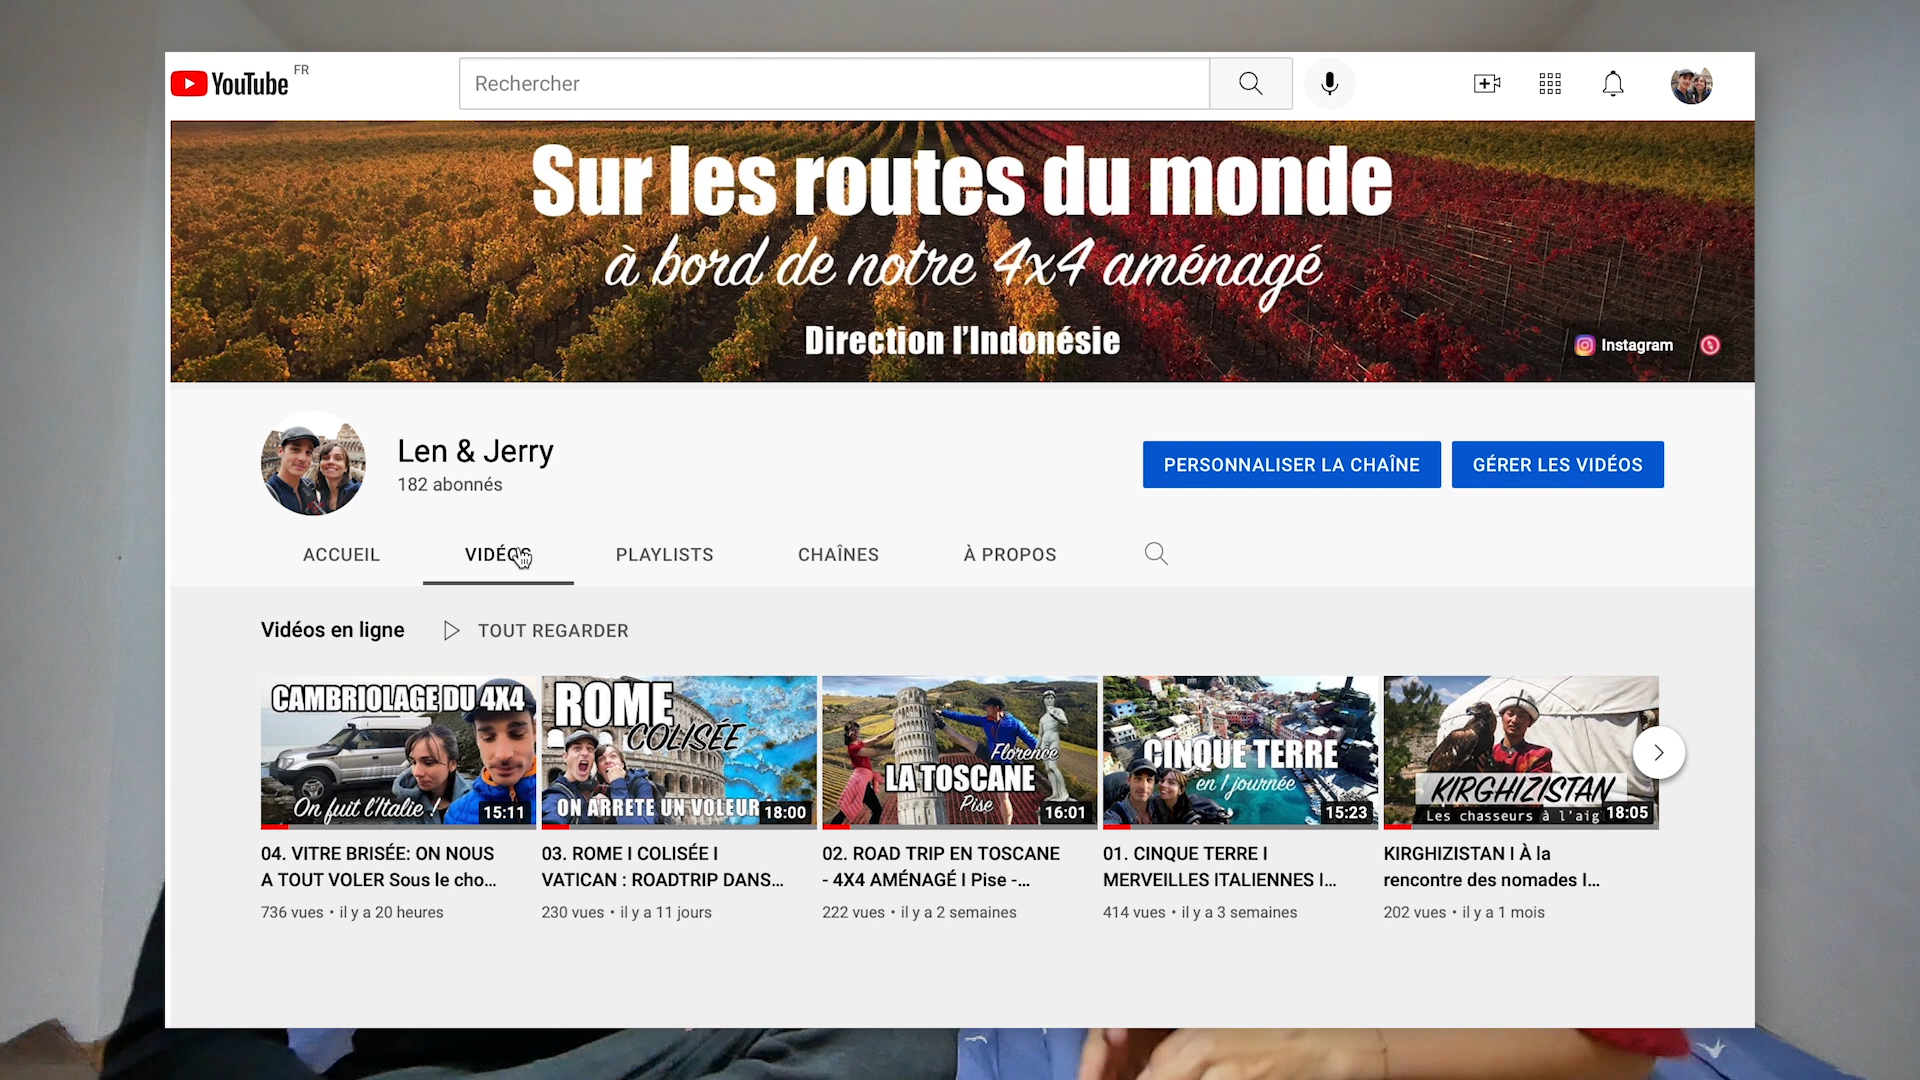 YouTube FR
Rechercher
Sur les routes du monde
à bord de notre 4x4 aménagé
Direction l'Indonésie
Instagram
Len & Jerry
182 abonnés
PERSONNALISER LA CHAÎNE
GÉRER LES VIDÉOS
ACCUEIL
VIDÉOS
PLAYLISTS
CHAÎNES
À PROPOS
Vidéos en ligne
TOUT REGARDER
CAMBRIOLAGE DU 4X4
On fuit l'Italie !
15:11
04. VITRE BRISÉE: ON NOUS
A TOUT VOLER Sous le cho...
736 vues • il y a 20 heures
ROME
COLISÉE
ON ARRETE UN VOLEUR
18:00
03. ROME I COLISÉE I
VATICAN : ROADTRIP DANS...
230 vues • il y a 11 jours
Florence
LA TOSCANE
Pise
16:01
02. ROAD TRIP EN TOSCANE
- 4X4 AMÉNAGÉ I Pise -...
222 vues • il y a 2 semaines
CINQUE TERRE
en 1 journée
15:23
01. CINQUE TERRE I
MERVEILLES ITALIENNES I...
414 vues • il y a 3 semaines
KIRGHIZISTAN
Les chasseurs à l'aig
18:05
KIRGHIZISTAN I À la
rencontre des nomades I...
202 vues • il y a 1 mois